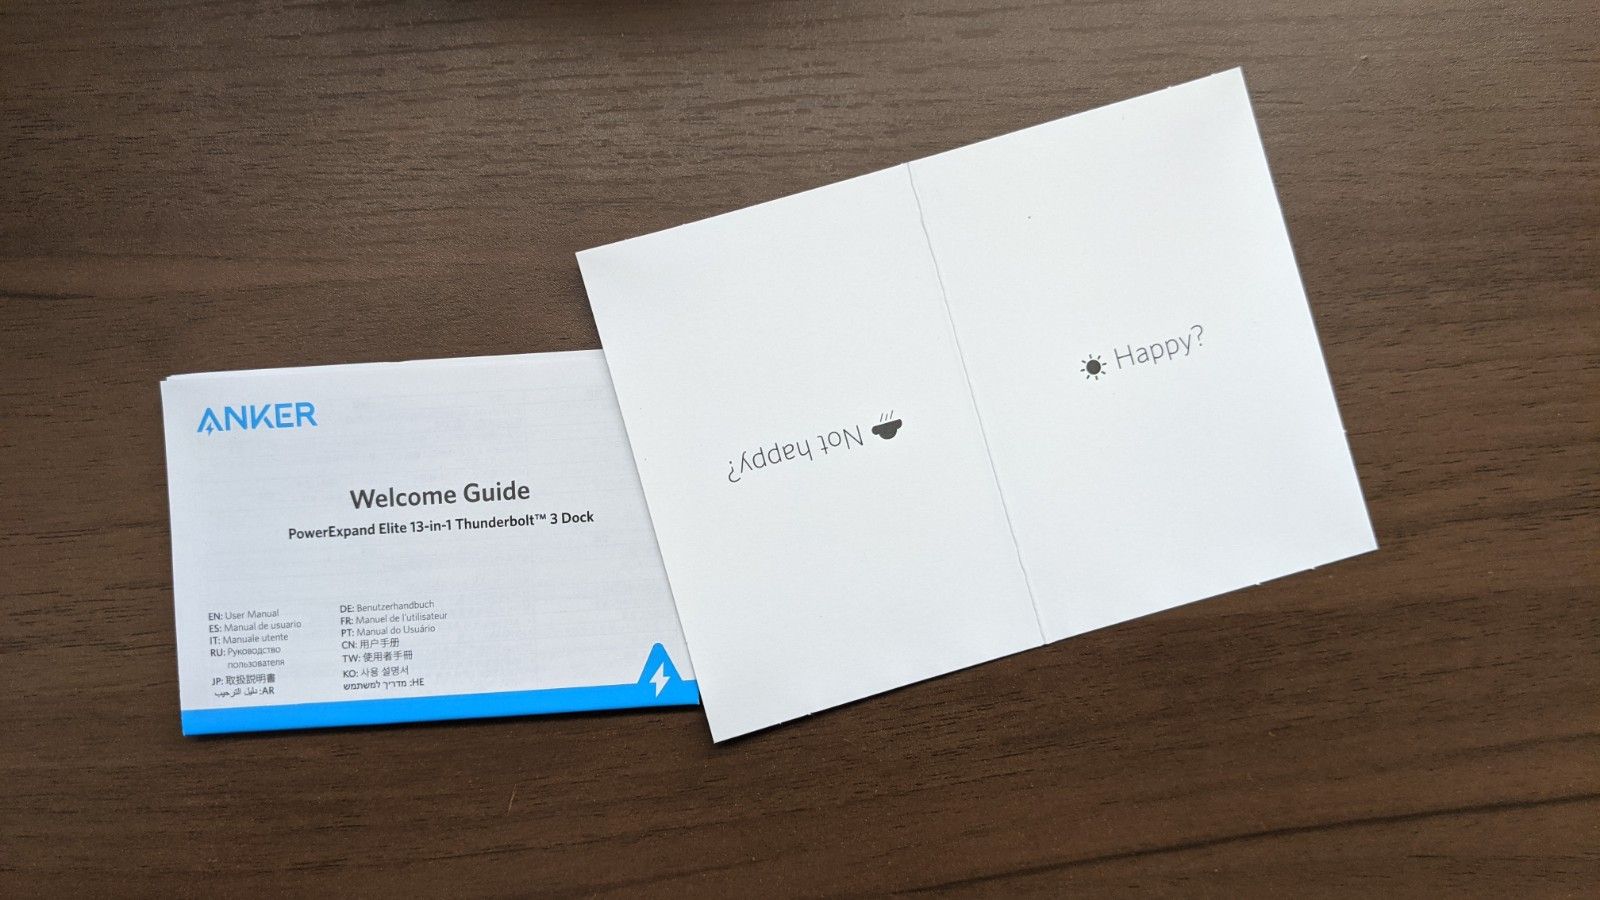 ANKER
Welcome Guide
PowerExpand Elite 13-in-1 Thunderbolt™ 3 Dock
EN: User Manual
ES: Manual de usuario
IT: Manuale utente
RU: Руководство
пользователя
JP: 取扱説明書
AR: دليل الترحيب
DE: Benutzerhandbuch
FR: Manuel de l'utilisateur
PT: Manual do Usuário
CN: 用户手册
TW: 使用者手冊
KO: 사용 설명서
HE: מדריך למשתמש
Not happy?
Happy?